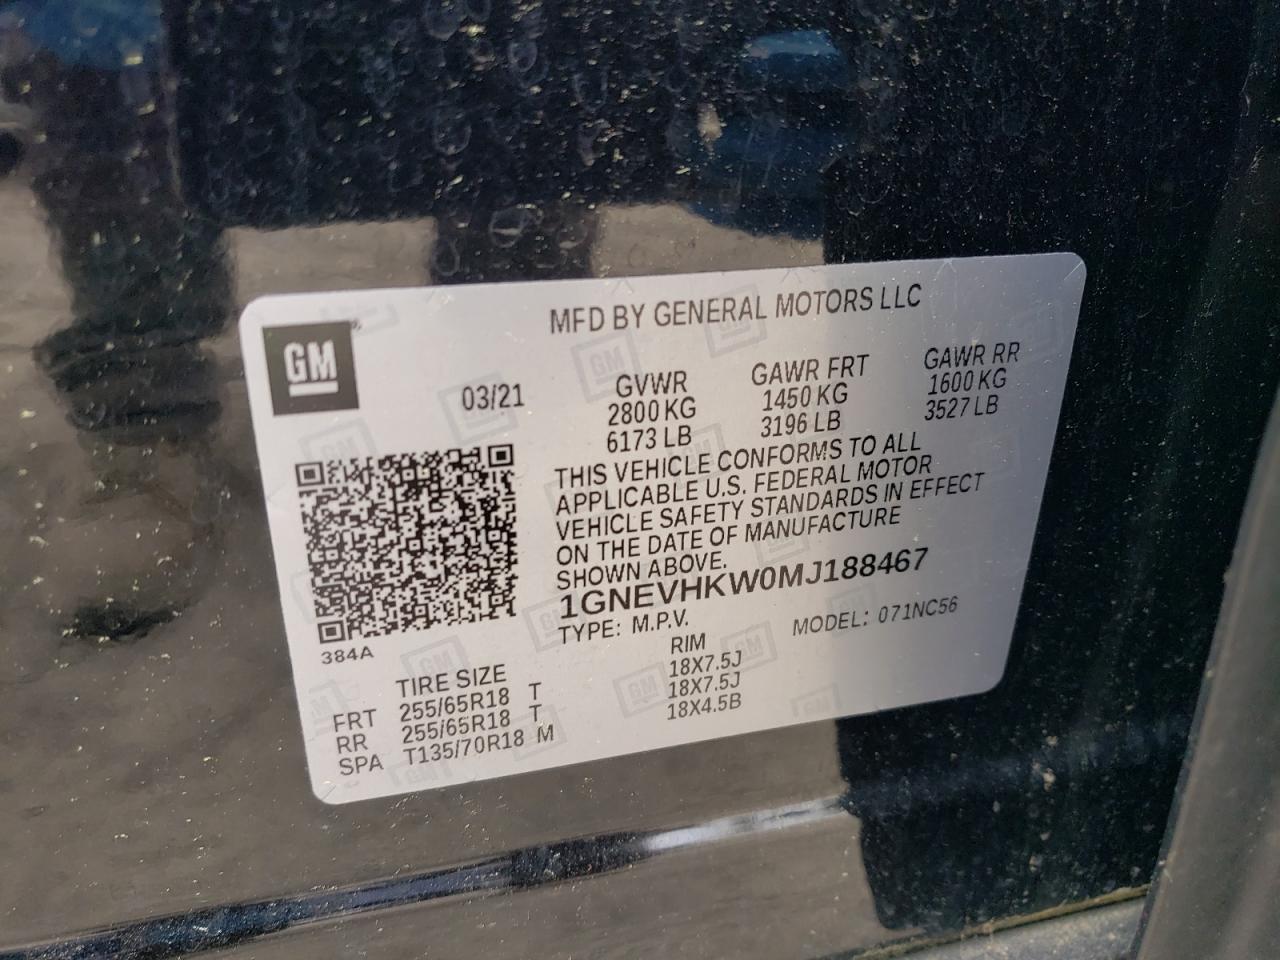 MFD BY GENERAL MOTORS LLC
GM
03/21
GVWR GAWR FRT GAWR RR
2800 KG 1450 KG 1600 KG
6173 LB 3196 LB 3527 LB
THIS VEHICLE CONFORMS TO ALL
APPLICABLE U.S. FEDERAL MOTOR
VEHICLE SAFETY STANDARDS IN EFFECT
ON THE DATE OF MANUFACTURE
SHOWN ABOVE.
1GNEVHKW0MJ188467
TYPE: M.P.V. MODEL: 071NC56
384A
TIRE SIZE RIM
FRT 255/65R18 T 18X7.5J
RR 255/65R18 T 18X7.5J
SPA T135/70R18 M 18X4.5B